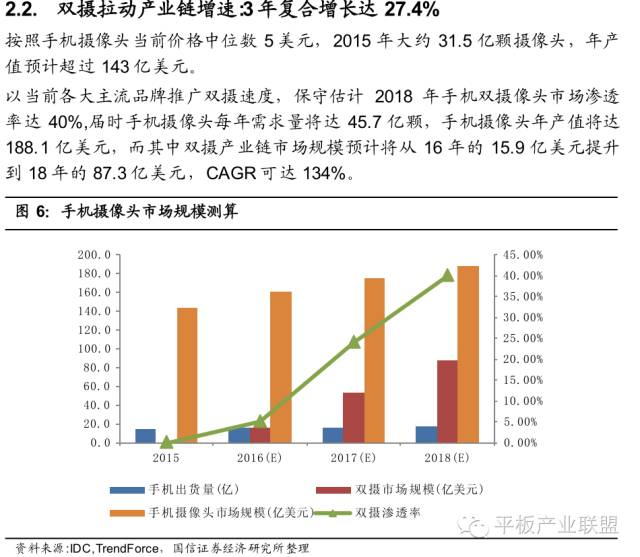 2.2. 双摄拉动产业链增速:3 年复合增长达 27.4%
按照手机摄像头当前价格中位数 5 美元，2015 年大约 31.5 亿颗摄像头，年产
值预计超过 143 亿美元。
以当前各大主流品牌推广双摄速度，保守估计 2018 年手机双摄像头市场渗透
率达 40%,届时手机摄像头每年需求量将达 45.7 亿颗，手机摄像头年产值将达
188.1 亿美元，而其中双摄产业链市场规模预计将从 16 年的 15.9 亿美元提升
到 18 年的 87.3 亿美元，CAGR 可达 134%。
图 6: 手机摄像头市场规模测算
200.0 45.00%
180.0 40.00%
160.0 35.00%
140.0 30.00%
120.0 25.00%
100.0 20.00%
80.0 15.00%
60.0 10.00%
40.0 5.00%
20.0 0.00%
0.0
2015 2016(E) 2017(E) 2018(E)
手机出货量(亿) 双摄市场规模(亿美元)
手机摄像头市场规模(亿美元) 双摄渗透率
平板产业联盟
资料来源:IDC,TrendForce，国信证券经济研究所整理